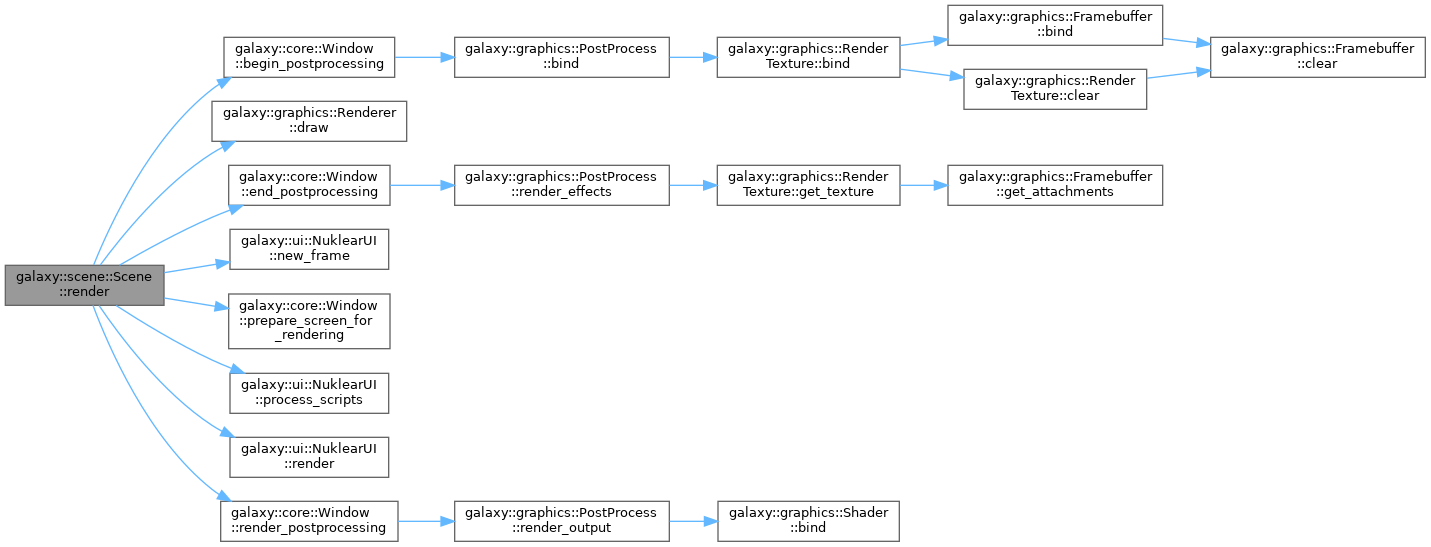 galaxy::scene::Scene
::render
galaxy::core::Window
::begin_postprocessing
galaxy::graphics::PostProcess
::bind
galaxy::graphics::Render
Texture::bind
galaxy::graphics::Framebuffer
::bind
galaxy::graphics::Framebuffer
::clear
galaxy::graphics::Render
Texture::clear
galaxy::graphics::Renderer
::draw
galaxy::core::Window
::end_postprocessing
galaxy::graphics::PostProcess
::render_effects
galaxy::graphics::Render
Texture::get_texture
galaxy::graphics::Framebuffer
::get_attachments
galaxy::ui::NuklearUI
::new_frame
galaxy::core::Window
::prepare_screen_for
_rendering
galaxy::ui::NuklearUI
::process_scripts
galaxy::ui::NuklearUI
::render
galaxy::core::Window
::render_postprocessing
galaxy::graphics::PostProcess
::render_output
galaxy::graphics::Shader
::bind